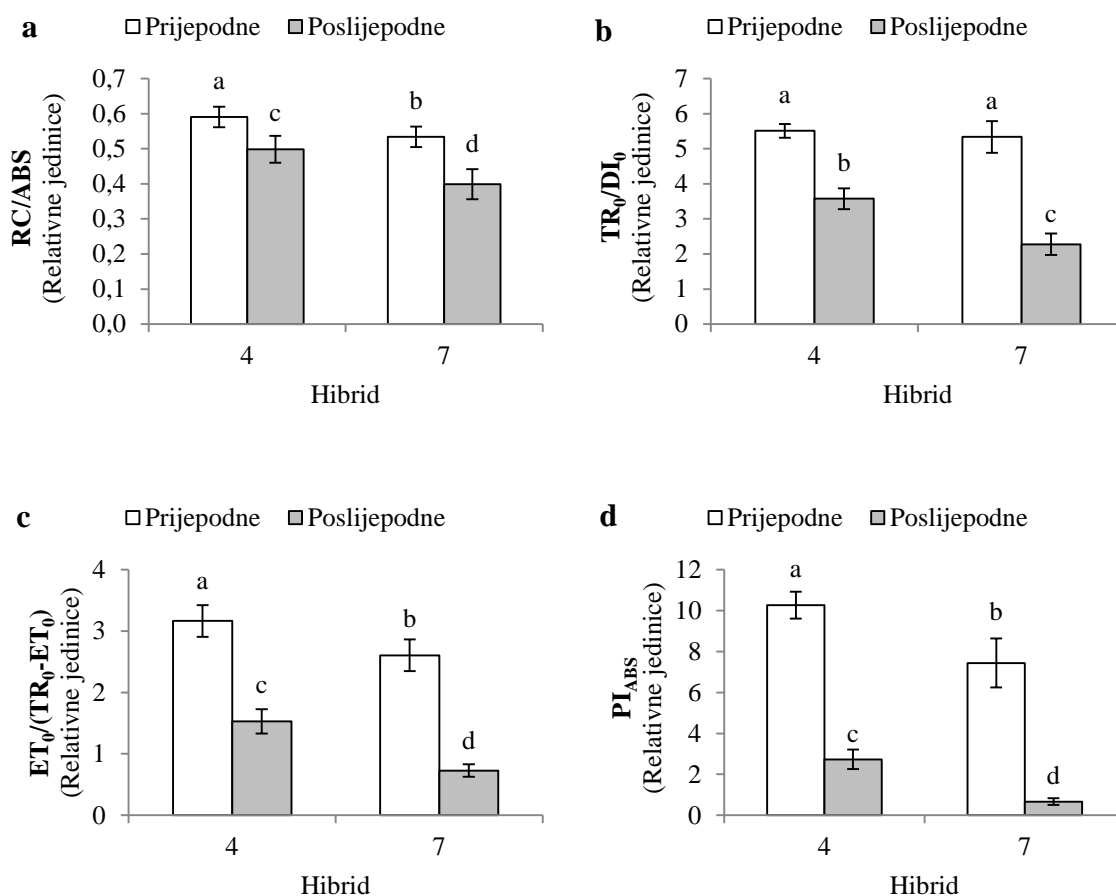 a
Prijepodne Poslijepodne
RC/ABS
(Relativne jedinice)
0,7
0,6
0,5
0,4
0,3
0,2
0,1
0,0
a
c
b
d
4 7
Hibrid
b
Prijepodne Poslijepodne
TR0/DI0
(Relativne jedinice)
7
6
5
4
3
2
1
0
a
b
a
c
4 7
Hibrid
c
Prijepodne Poslijepodne
ET0/(TR0-ET0)
(Relativne jedinice)
4
3
2
1
0
a
c
b
d
4 7
Hibrid
d
Prijepodne Poslijepodne
PIABS
(Relativne jedinice)
12
10
8
6
4
2
0
a
c
b
d
4 7
Hibrid